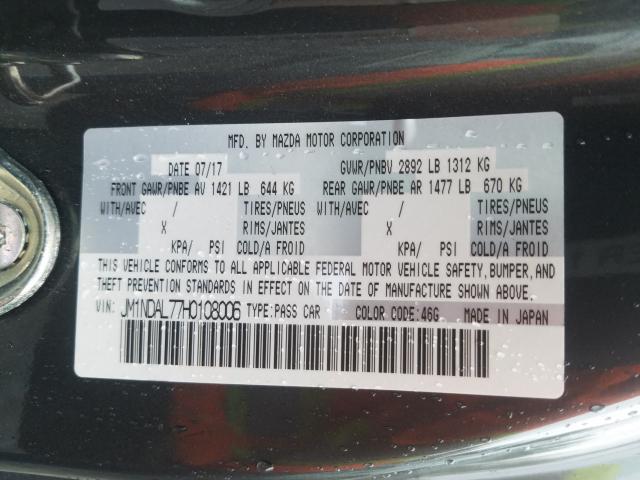 MFD. BY MAZDA MOTOR CORPORATION
DATE 07/17 GVWR/PNBV 2892 LB 1312 KG
FRONT GAWR/PNBE AV 1421 LB 644 KG REAR GAWR/PNBE AR 1477 LB 670 KG
WITH/AVEC / TIRES/PNEUS WITH/AVEC / TIRES/PNEUS
X RIMS/JANTES X RIMS/JANTES
KPA/ PSI COLD/A FROID KPA/ PSI COLD/A FROID
THIS VEHICLE CONFORMS TO ALL APPLICABLE FEDERAL MOTOR VEHICLE SAFETY, BUMPER, AND
THEFT PREVENTION STANDARDS IN EFFECT ON THE DATE OF MANUFACTURE SHOWN ABOVE.
VIN: JM1NDAL77H0108006 TYPE:PASS CAR COLOR CODE:46G MADE IN JAPAN